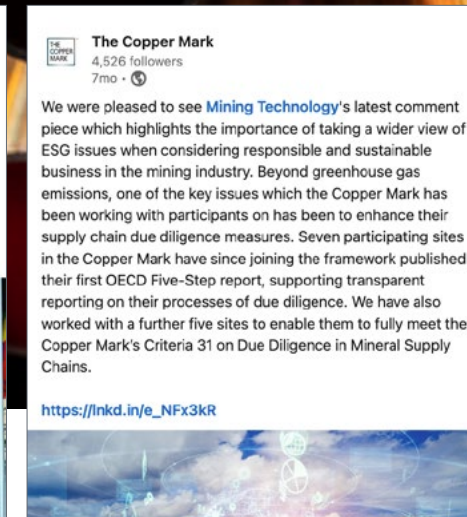 THE
COPPER
MARK
The Copper Mark
4,526 followers
7mo •
We were pleased to see Mining Technology's latest comment
piece which highlights the importance of taking a wider view of
ESG issues when considering responsible and sustainable
business in the mining industry. Beyond greenhouse gas
emissions, one of the key issues which the Copper Mark has
been working with participants on has been to enhance their
supply chain due diligence measures. Seven participating sites
in the Copper Mark have since joining the framework published
their first OECD Five-Step report, supporting transparent
reporting on their processes of due diligence. We have also
worked with a further five sites to enable them to fully meet the
Copper Mark's Criteria 31 on Due Diligence in Mineral Supply
Chains.
https://lnkd.in/e_NFx3kR